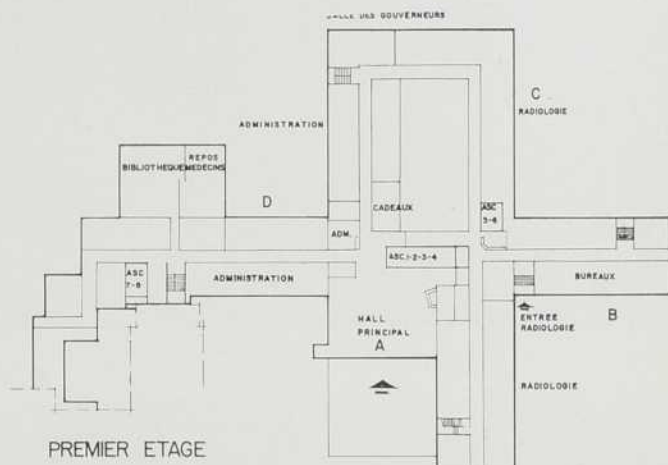 SALLE DES GOUVERNEURS
C
RADIOLOGIE
ADMINISTRATION
REPOS
BIBLIOTHEQUE MEDECINS
D
CADEAUX
ASC
5-6
ADM.
ASC. 1-2-3-4
ASC
7-8
ADMINISTRATION
BUREAUX
HALL
PRINCIPAL
A
ENTREE
RADIOLOGIE
B
RADIOLOGIE
PREMIER ETAGE